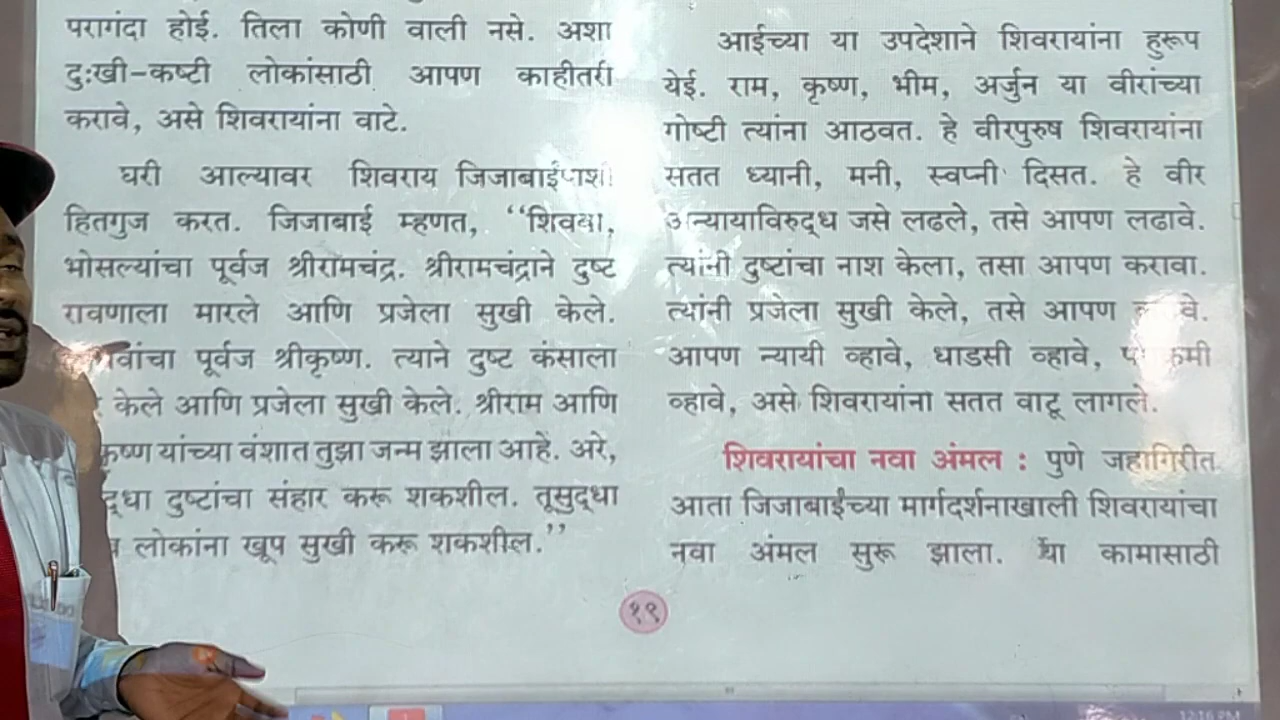 परागंदा होई. तिला कोणी वाली नसे. अशा
दुःखी-कष्टी लोकांसाठी आपण काहीतरी
करावे, असे शिवरायांना वाटे.
घरी आल्यावर शिवराय जिजाबाईंपाशी
हितगुज करत. जिजाबाई म्हणत, “शिवबा,
भोसल्यांचा पूर्वज श्रीरामचंद्र. श्रीरामचंद्राने दुष्ट
रावणाला मारले आणि प्रजेला सुखी केले.
पूर्वज श्रीकृष्ण. त्याने दुष्ट कंसाला
केले आणि प्रजेला सुखी केले. श्रीराम आणि
यांच्या वंशात तुझा जन्म झाला आहे. अरे,
दुष्टांचा संहार करू शकशील. तूसुद्धा
लोकांना खूप सुखी करू शकशील.”
आईच्या या उपदेशाने शिवरायांना हुरूप
येई. राम, कृष्ण, भीम, अर्जुन या वीरांच्या
गोष्टी त्यांना आठवत. हे वीरपुरुष शिवरायांना
सतत ध्यानी, मनी, स्वप्नी दिसत. हे वीर
अन्यायाविरुद्ध जसे लढले, तसे आपण लढावे.
त्यांनी दुष्टांचा नाश केला, तसा आपण करावा.
त्यांनी प्रजेला सुखी केले, तसे आपण
आपण न्यायी व्हावे, धाडसी व्हावे,
व्हावे, असे शिवरायांना सतत वाटू लागले.
शिवरायांचा नवा अंमल : पुणे जहागिरीत
आता जिजाबाईंच्या मार्गदर्शनाखाली शिवरायांचा
नवा अंमल सुरू झाला. या कामासाठी
१९